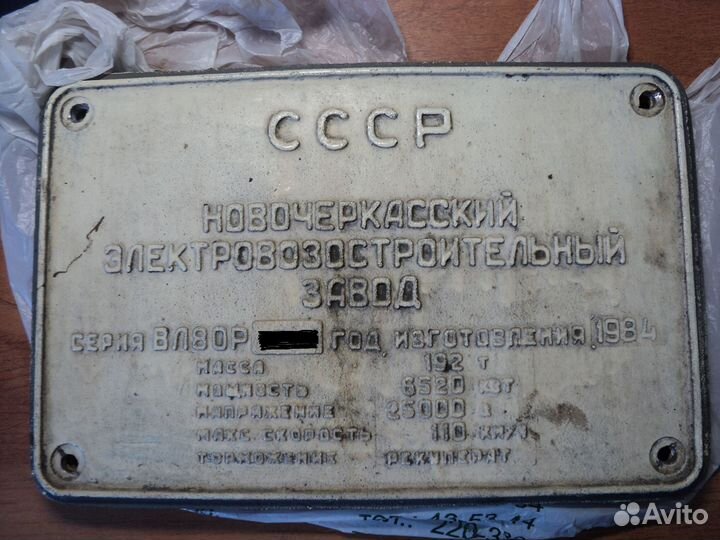 СССР
НОВОЧЕРКАССКИЙ
ЭЛЕКТРОВОЗОСТРОИТЕЛЬНЫЙ
ЗАВОД
СЕРИЯ ВЛ80Р ГОД ИЗГОТОВЛЕНИЯ 1984
МАССА 192 Т
МОЩНОСТЬ 6520 КВТ
НАПРЯЖЕНИЕ 25000 В
МАКС. СКОРОСТЬ 110 КМ/Ч
ТОРМОЖЕНИЕ РЕКУПЕРАТ
Avito